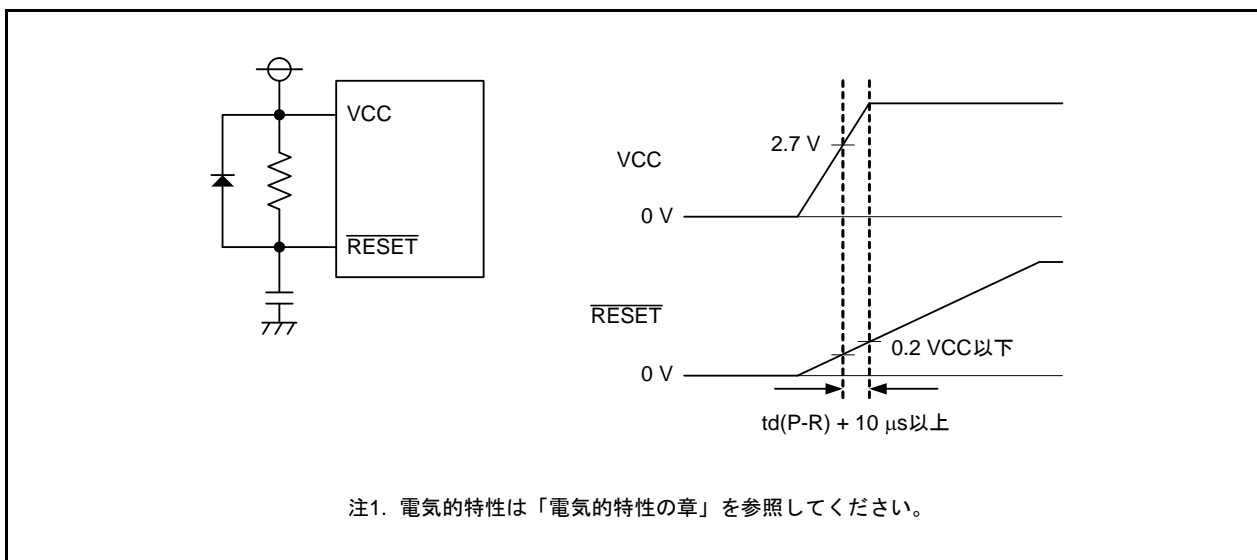 VCC
RESET
VCC
2.7 V
0 V
RESET
0.2 VCC以下
0 V
td(P-R) + 10 μs以上
注1. 電気的特性は「電気的特性の章」を参照してください。